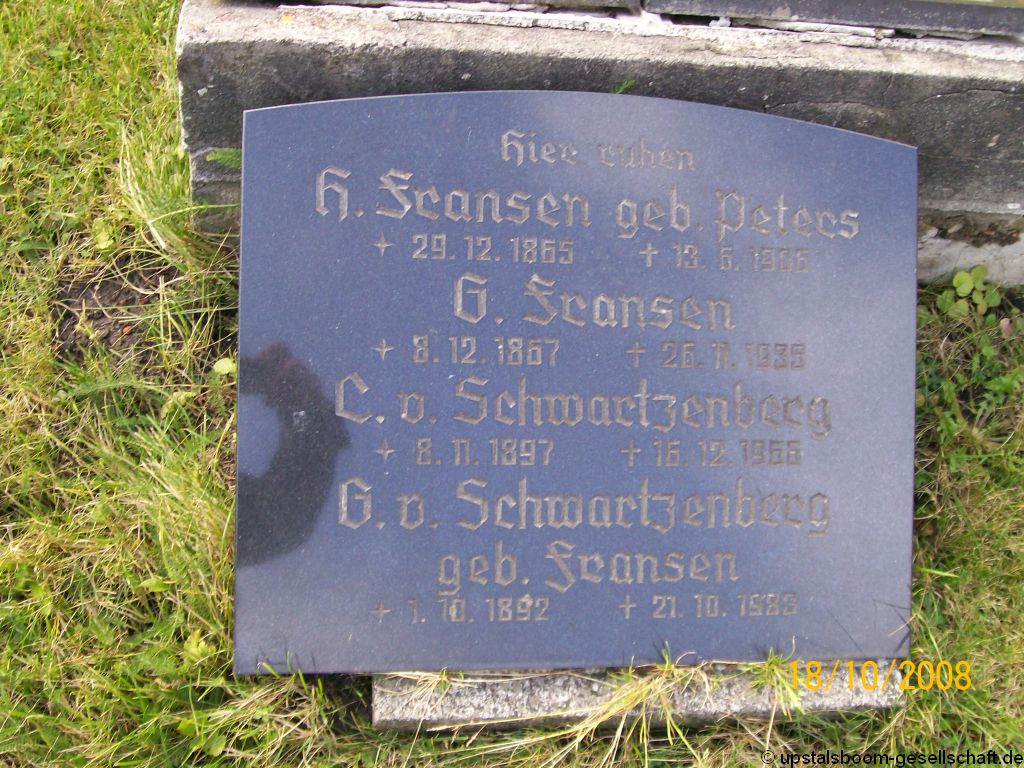 Hier ruhen
H. Fransen geb. Peters
+ 29.12.1865 + 13.6.1906
G. Fransen
+ 8.12.1867 + 26.11.1935
C. v. Schwartzenberg
+ 8.11.1897 + 16.12.1966
G. v. Schwartzenberg
geb. Fransen
+ 1.10.1892 + 21.10.1983
18/10/2008
© upstalsboom-gesellschaft.de